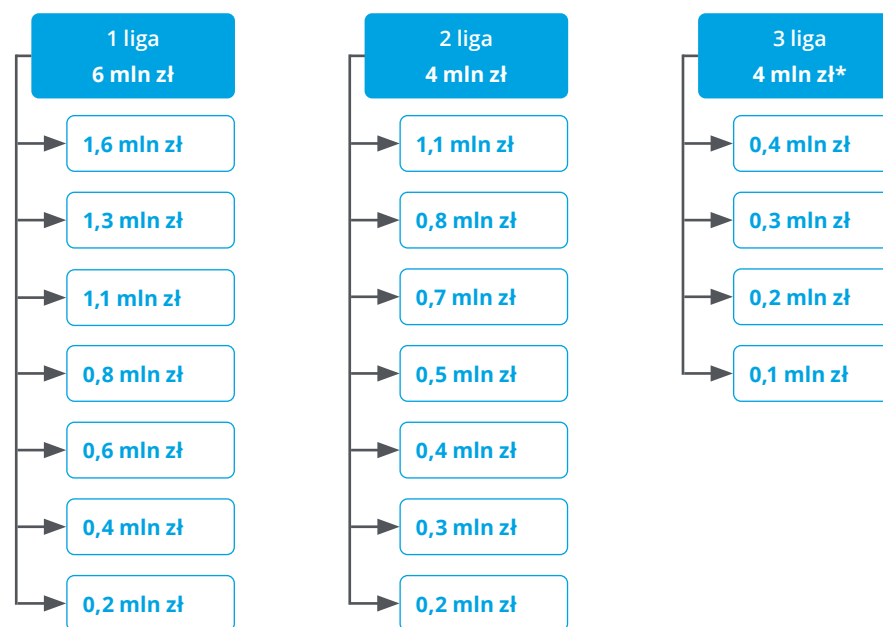 1 liga
6 mln zł
1,6 mln zł
1,3 mln zł
1,1 mln zł
0,8 mln zł
0,6 mln zł
0,4 mln zł
0,2 mln zł
2 liga
4 mln zł
1,1 mln zł
0,8 mln zł
0,7 mln zł
0,5 mln zł
0,4 mln zł
0,3 mln zł
0,2 mln zł
3 liga
4 mln zł*
0,4 mln zł
0,3 mln zł
0,2 mln zł
0,1 mln zł